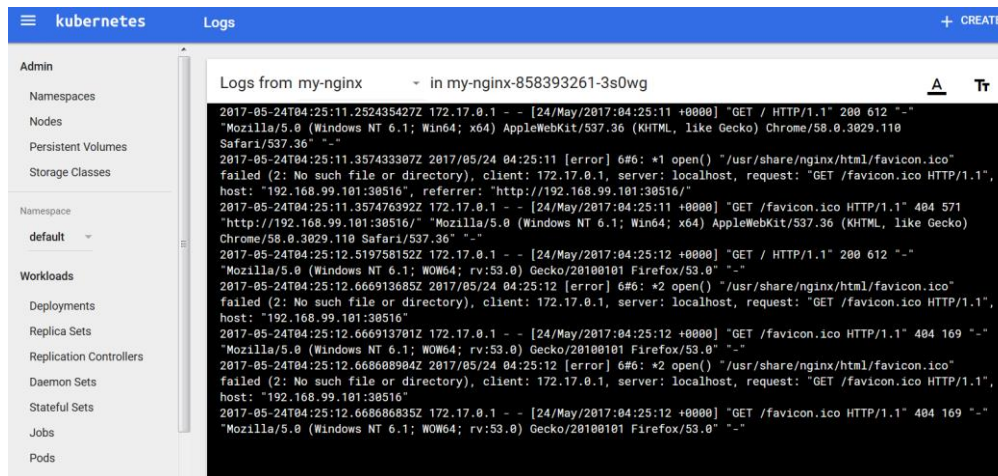 kubernetes
Logs
+ CREATE
Admin
Namespaces
Nodes
Persistent Volumes
Storage Classes
Namespace
default
Workloads
Deployments
Replica Sets
Replication Controllers
Daemon Sets
Stateful Sets
Jobs
Pods
Logs from my-nginx in my-nginx-858393261-3s0wg
A Tт
2017-05-24T04:25:11.252435427Z 172.17.0.1 - - [24/May/2017:04:25:11 +0000] "GET / HTTP/1.1" 200 612 "-"
"Mozilla/5.0 (Windows NT 6.1; Win64; x64) AppleWebKit/537.36 (KHTML, like Gecko) Chrome/58.0.3029.110
Safari/537.36" "-"
2017-05-24T04:25:11.357433307Z 2017/05/24 04:25:11 [error] 6#6: *1 open() "/usr/share/nginx/html/favicon.ico"
failed (2: No such file or directory), client: 172.17.0.1, server: localhost, request: "GET /favicon.ico HTTP/1.1",
host: "192.168.99.101:30516", referrer: "http://192.168.99.101:30516/"
2017-05-24T04:25:11.357476392Z 172.17.0.1 - - [24/May/2017:04:25:11 +0000] "GET /favicon.ico HTTP/1.1" 404 571
"http://192.168.99.101:30516/" "Mozilla/5.0 (Windows NT 6.1; Win64; x64) AppleWebKit/537.36 (KHTML, like Gecko)
Chrome/58.0.3029.110 Safari/537.36" "-"
2017-05-24T04:25:12.519758152Z 172.17.0.1 - - [24/May/2017:04:25:12 +0000] "GET / HTTP/1.1" 200 612 "-"
"Mozilla/5.0 (Windows NT 6.1; WOW64; rv:53.0) Gecko/20100101 Firefox/53.0" "-"
2017-05-24T04:25:12.666913685Z 2017/05/24 04:25:12 [error] 6#6: *2 open() "/usr/share/nginx/html/favicon.ico"
failed (2: No such file or directory), client: 172.17.0.1, server: localhost, request: "GET /favicon.ico HTTP/1.1",
host: "192.168.99.101:30516"
2017-05-24T04:25:12.666913701Z 172.17.0.1 - - [24/May/2017:04:25:12 +0000] "GET /favicon.ico HTTP/1.1" 404 169 "-"
"Mozilla/5.0 (Windows NT 6.1; WOW64; rv:53.0) Gecko/20100101 Firefox/53.0" "-"
2017-05-24T04:25:12.668608904Z 2017/05/24 04:25:12 [error] 6#6: *2 open() "/usr/share/nginx/html/favicon.ico"
failed (2: No such file or directory), client: 172.17.0.1, server: localhost, request: "GET /favicon.ico HTTP/1.1",
host: "192.168.99.101:30516"
2017-05-24T04:25:12.668686835Z 172.17.0.1 - - [24/May/2017:04:25:12 +0000] "GET /favicon.ico HTTP/1.1" 404 169 "-"
"Mozilla/5.0 (Windows NT 6.1; WOW64; rv:53.0) Gecko/20100101 Firefox/53.0" "-"